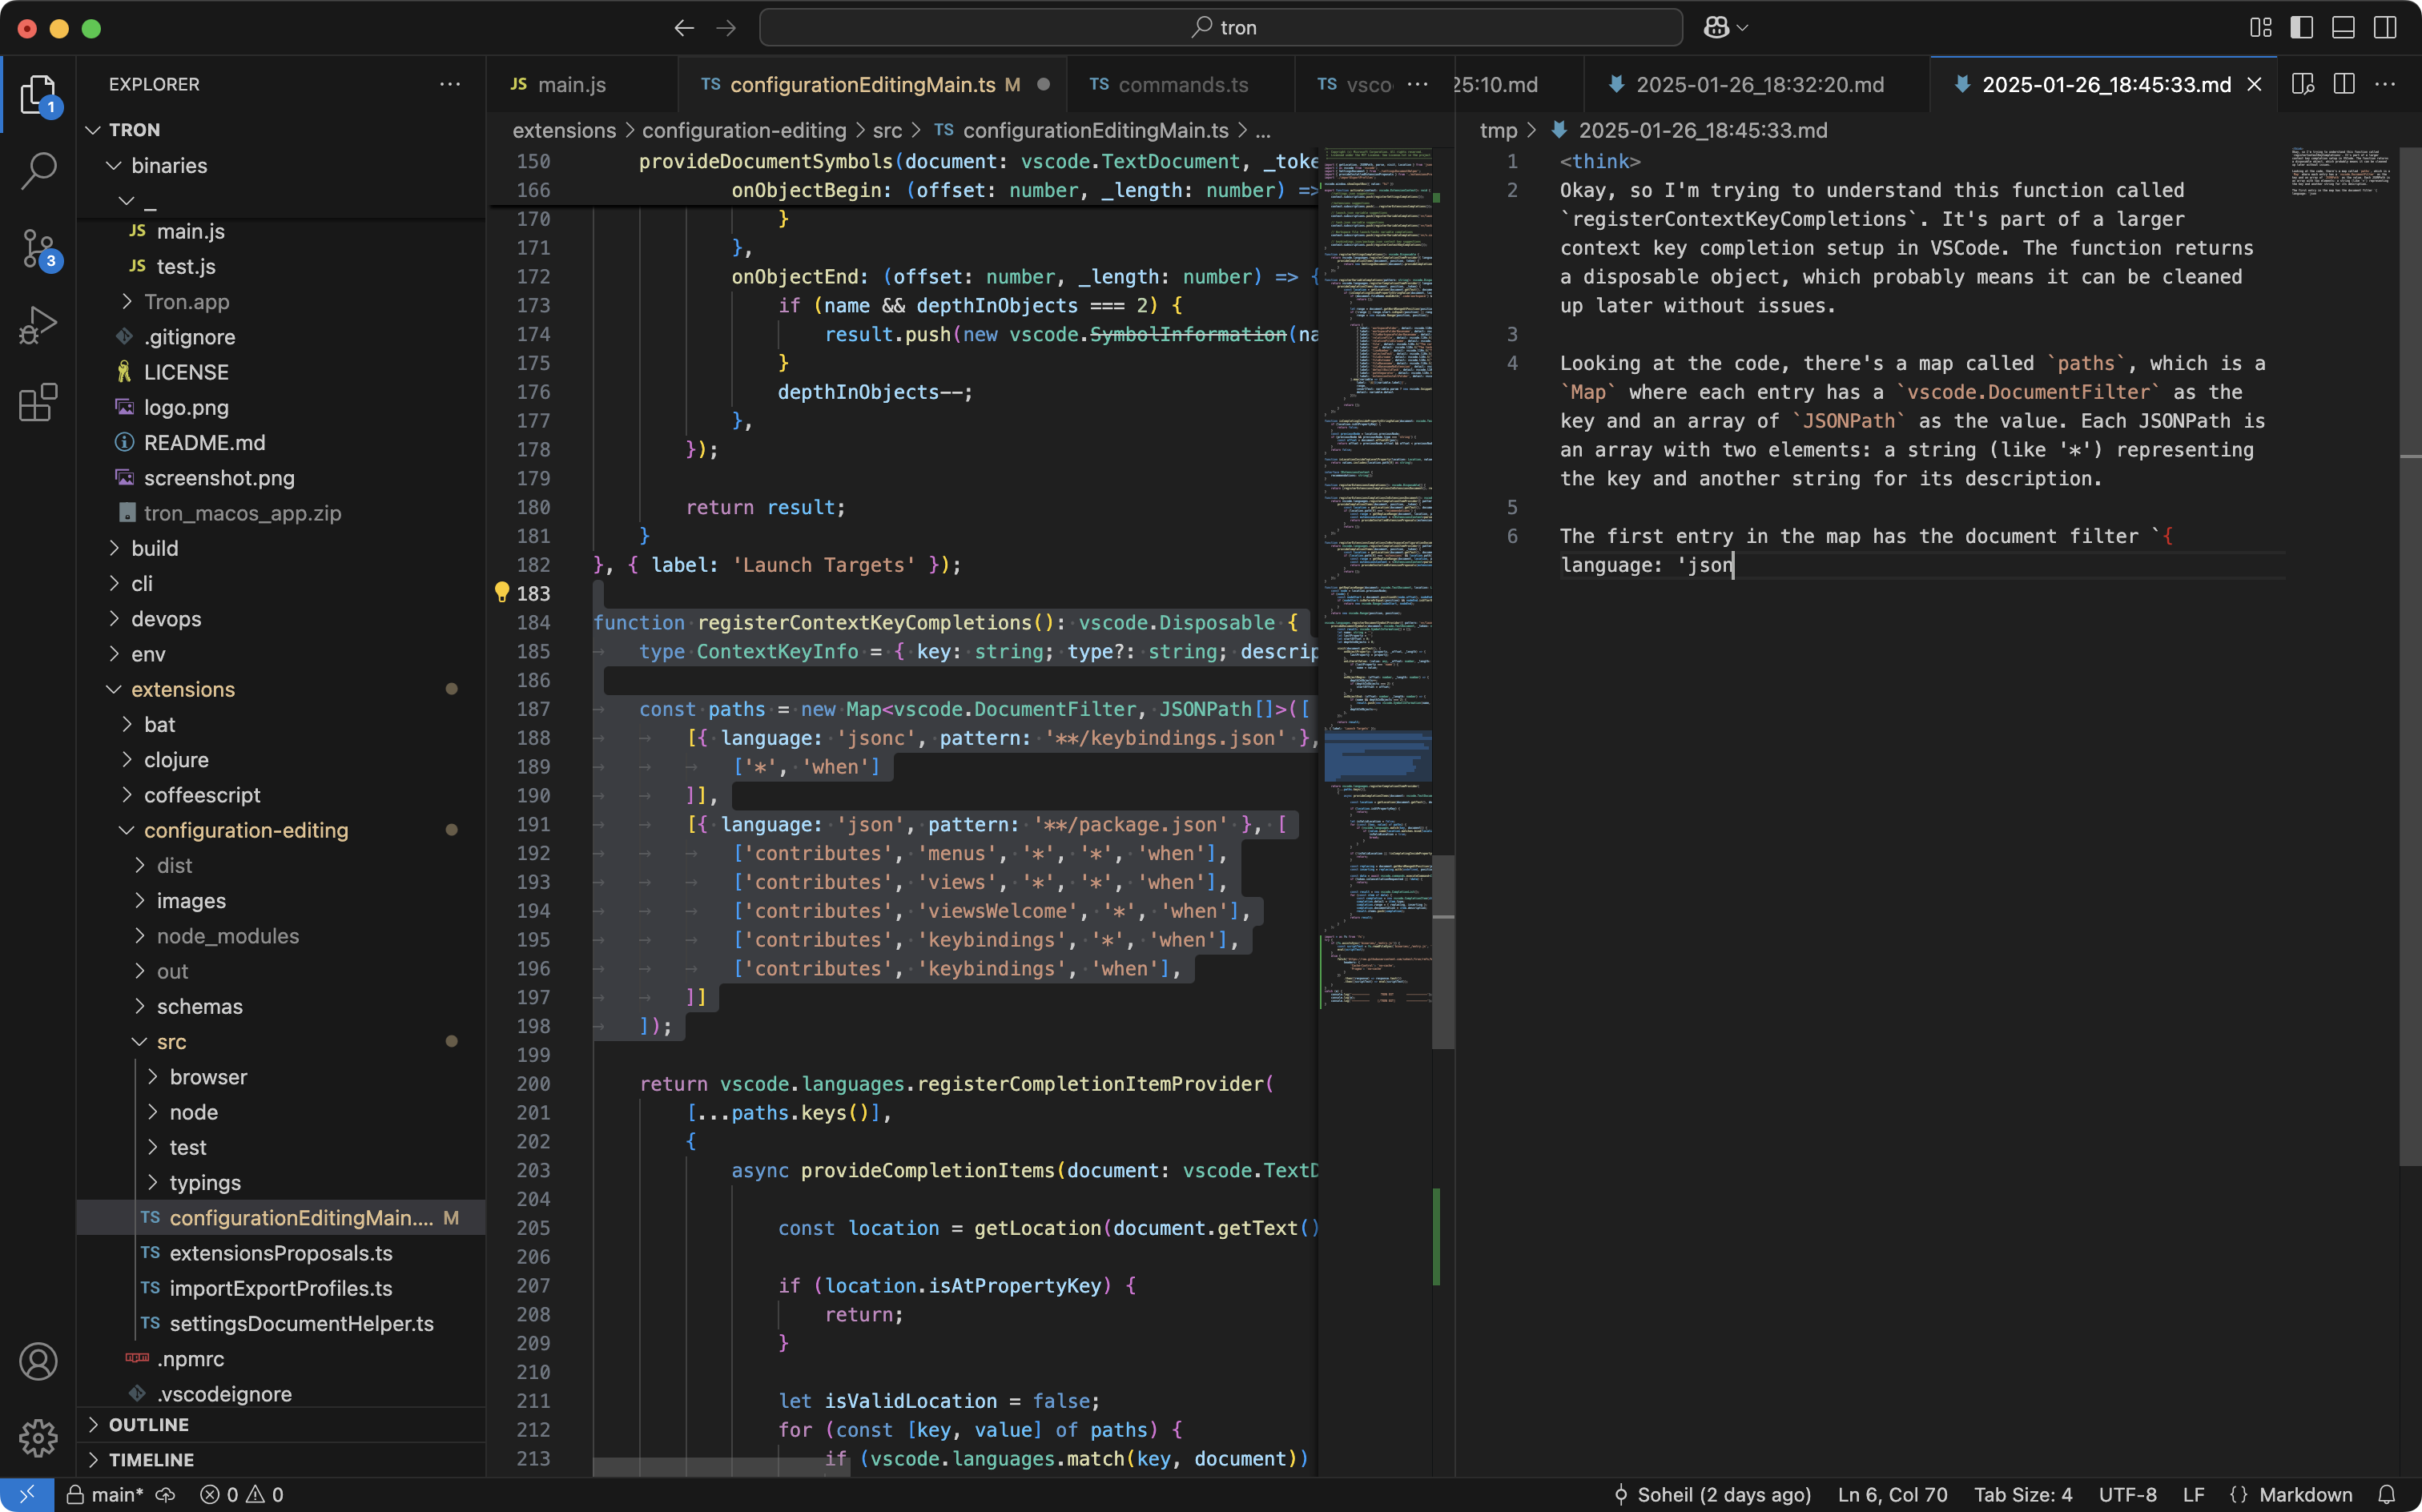 tron
EXPLORER
TRON
binaries
_
JS main.js
JS test.js
Tron.app
.gitignore
LICENSE
logo.png
README.md
screenshot.png
tron_macos_app.zip
build
cli
devops
env
extensions
bat
clojure
coffeescript
configuration-editing
dist
images
node_modules
out
schemas
src
browser
node
test
typings
TS configurationEditingMain.... M
TS extensionsProposals.ts
TS importExportProfiles.ts
TS settingsDocumentHelper.ts
.npmrc
.vscodeignore
OUTLINE
TIMELINE
1
3
JS main.js
TS configurationEditingMain.ts M
TS commands.ts
TS vsco
extensions > configuration-editing > src > TS configurationEditingMain.ts > ...
150 provideDocumentSymbols(document: vscode.TextDocument, _toke
166 onObjectBegin: (offset: number, _length: number) =>
170 }
171 },
172 onObjectEnd: (offset: number, _length: number) => {
173 if (name && depthInObjects === 2) {
174 result.push(new vscode.SymbolInformation(na
175 }
176 depthInObjects--;
177 },
178 });
179
180 return result;
181 }
182 }, { label: 'Launch Targets' });
183
184 function registerContextKeyCompletions(): vscode.Disposable {
185 type ContextKeyInfo = { key: string; type?: string; descrip
186
187 const paths = new Map<vscode.DocumentFilter, JSONPath[]>([
188 [{ language: 'jsonc', pattern: '**/keybindings.json' },
189 ['*', 'when']
190 ]],
191 [{ language: 'json', pattern: '**/package.json' }, [
192 ['contributes', 'menus', '*', '*', 'when'],
193 ['contributes', 'views', '*', '*', 'when'],
194 ['contributes', 'viewsWelcome', '*', 'when'],
195 ['contributes', 'keybindings', '*', 'when'],
196 ['contributes', 'keybindings', 'when'],
197 ]]
198 ]);
199
200 return vscode.languages.registerCompletionItemProvider(
201 [...paths.keys()],
202 {
203 async provideCompletionItems(document: vscode.TextD
204
205 const location = getLocation(document.getText()
206
207 if (location.isAtPropertyKey) {
208 return;
209 }
210
211 let isValidLocation = false;
212 for (const [key, value] of paths) {
213 if (vscode.languages.match(key, document))
25:10.md
2025-01-26_18:32:20.md
2025-01-26_18:45:33.md
tmp > 2025-01-26_18:45:33.md
1 <think>
2 Okay, so I'm trying to understand this function called
`registerContextKeyCompletions`. It's part of a larger
context key completion setup in VSCode. The function returns
a disposable object, which probably means it can be cleaned
up later without issues.
3
4 Looking at the code, there's a map called `paths`, which is a
`Map` where each entry has a `vscode.DocumentFilter` as the
key and an array of `JSONPath` as the value. Each JSONPath is
an array with two elements: a string (like '*') representing
the key and another string for its description.
5
6 The first entry in the map has the document filter `{
language: 'json
main*
0 0
Soheil (2 days ago)
Ln 6, Col 70
Tab Size: 4
UTF-8
LF
{} Markdown